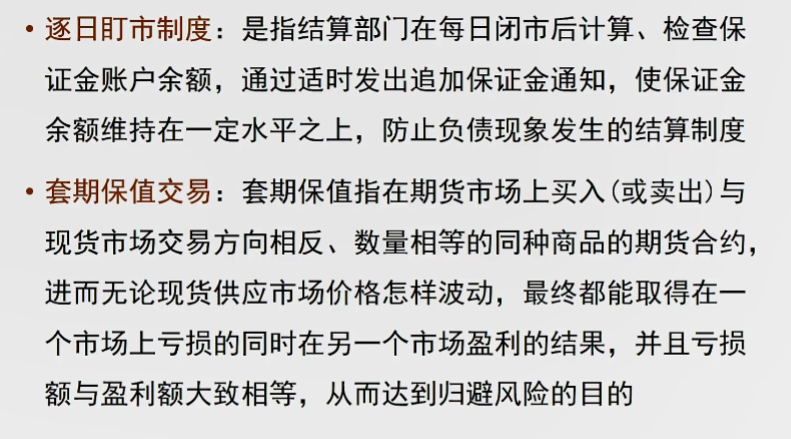 • 逐日盯市制度：是指结算部门在每日闭市后计算、检查保
证金账户余额，通过适时发出追加保证金通知，使保证金
余额维持在一定水平之上，防止负债现象发生的结算制度
• 套期保值交易：套期保值指在期货市场上买入(或卖出)与
现货市场交易方向相反、数量相等的同种商品的期货合约，
进而无论现货供应市场价格怎样波动，最终都能取得在一
个市场上亏损的同时在另一个市场盈利的结果，并且亏损
额与盈利额大致相等，从而达到归避风险的目的